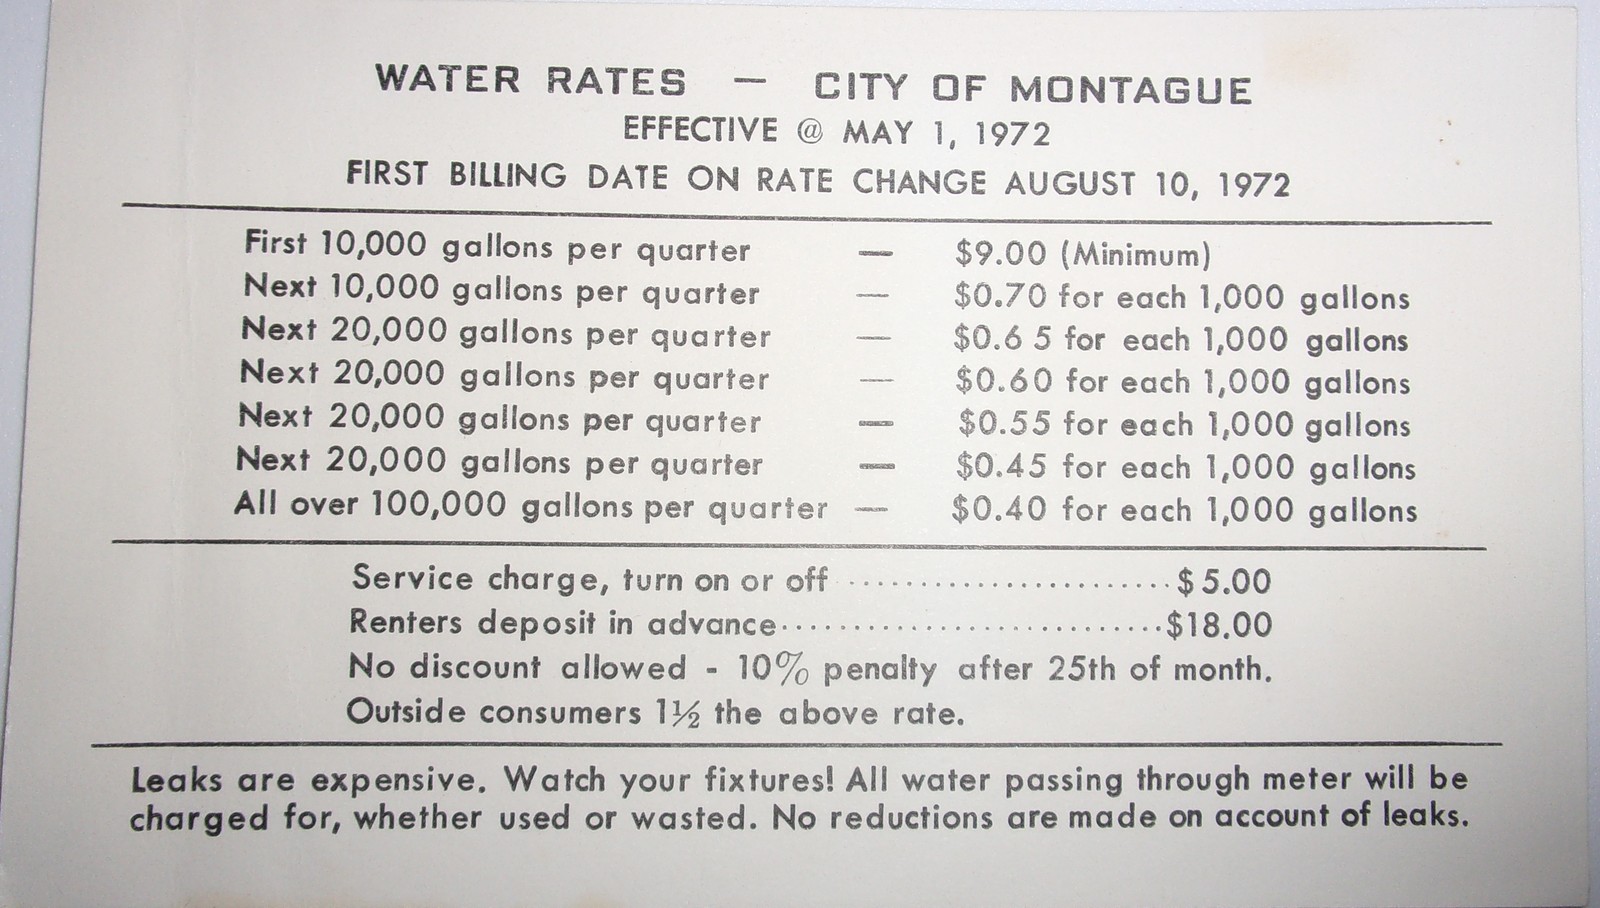 WATER RATES — CITY OF MONTAGUE
EFFECTIVE @ MAY 1, 1972
FIRST BILLING DATE ON RATE CHANGE AUGUST 10, 1972
First 10,000 gallons per quarter — $9.00 (Minimum)
Next 10,000 gallons per quarter — $0.70 for each 1,000 gallons
Next 20,000 gallons per quarter — $0.6 5 for each 1,000 gallons
Next 20,000 gallons per quarter — $0.60 for each 1,000 gallons
Next 20,000 gallons per quarter — $0.55 for each 1,000 gallons
Next 20,000 gallons per quarter — $0.45 for each 1,000 gallons
All over 100,000 gallons per quarter — $0.40 for each 1,000 gallons
Service charge, turn on or off ........................ $ 5.00
Renters deposit in advance............................$18.00
No discount allowed - 10% penalty after 25th of month.
Outside consumers 1½ the above rate.
Leaks are expensive. Watch your fixtures! All water passing through meter will be
charged for, whether used or wasted. No reductions are made on account of leaks.